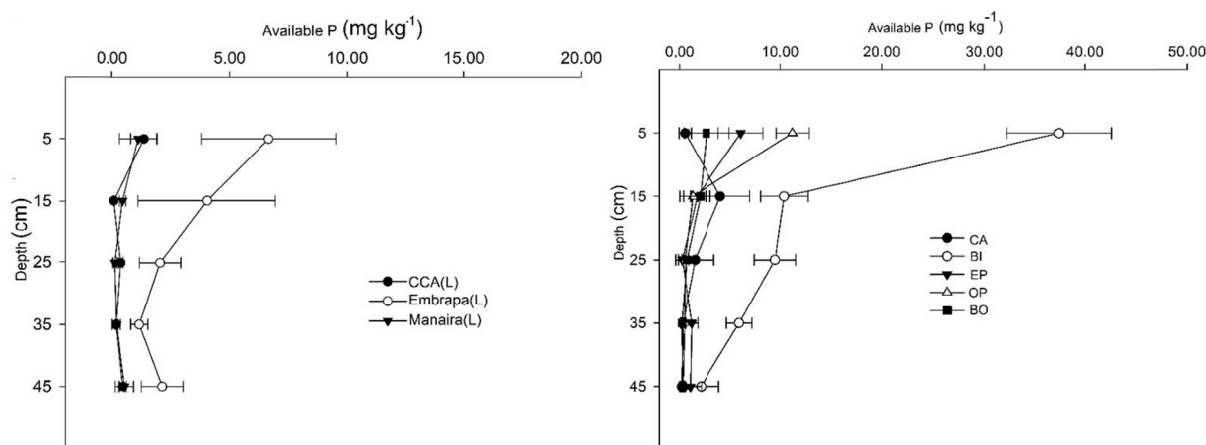 Available P (mg kg-1)
0.00 5.00 10.00 15.00 20.00
5
15
25
35
45
Depth (cm)
CCA(L)
Embrapa(L)
Manaira(L)
Available P (mg kg-1)
0.00 10.00 20.00 30.00 40.00 50.00
5
15
25
35
45
Depth (cm)
CA
BI
EP
OP
BO